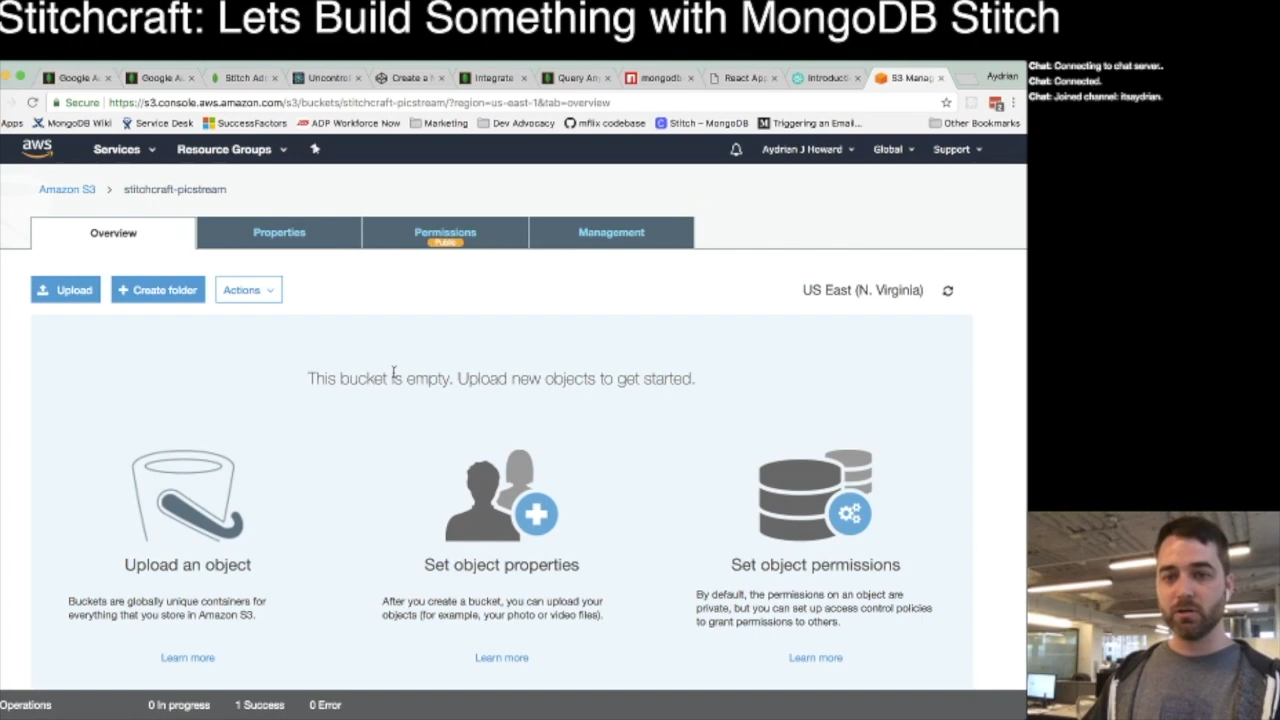 Stitchcraft: Lets Build Something with MongoDB Stitch
Chat: Connecting to chat server..
Chat: Connected.
Chat: Joined channel: itsaydrian.
Google A
Google A
Stitch Ad
Uncontrol
Create a
Integrate
Query An
mongodb
React App
Introducti
S3 Manag
Aydrian
Secure
https://s3.console.aws.amazon.com/s3/buckets/stitchcraft-picstream/?region=us-east-1&tab=overview
Apps MongoDB Wiki Service Desk SuccessFactors ADP Workforce Now Marketing Dev Advocacy mflix codebase Stitch – MongoDB Triggering an Email... Other Bookmarks
aws Services Resource Groups Aydrian J Howard Global Support
Amazon S3 > stitchcraft-picstream
Overview Properties Permissions Management
Public
Upload + Create folder Actions US East (N. Virginia)
This bucket is empty. Upload new objects to get started.
Upload an object
Buckets are globally unique containers for
everything that you store in Amazon S3.
Learn more
Set object properties
After you create a bucket, you can upload your
objects (for example, your photo or video files).
Learn more
Set object permissions
By default, the permissions on an object are
private, but you can set up access control policies
to grant permissions to others.
Learn more
Operations 0 In progress 1 Success 0 Error